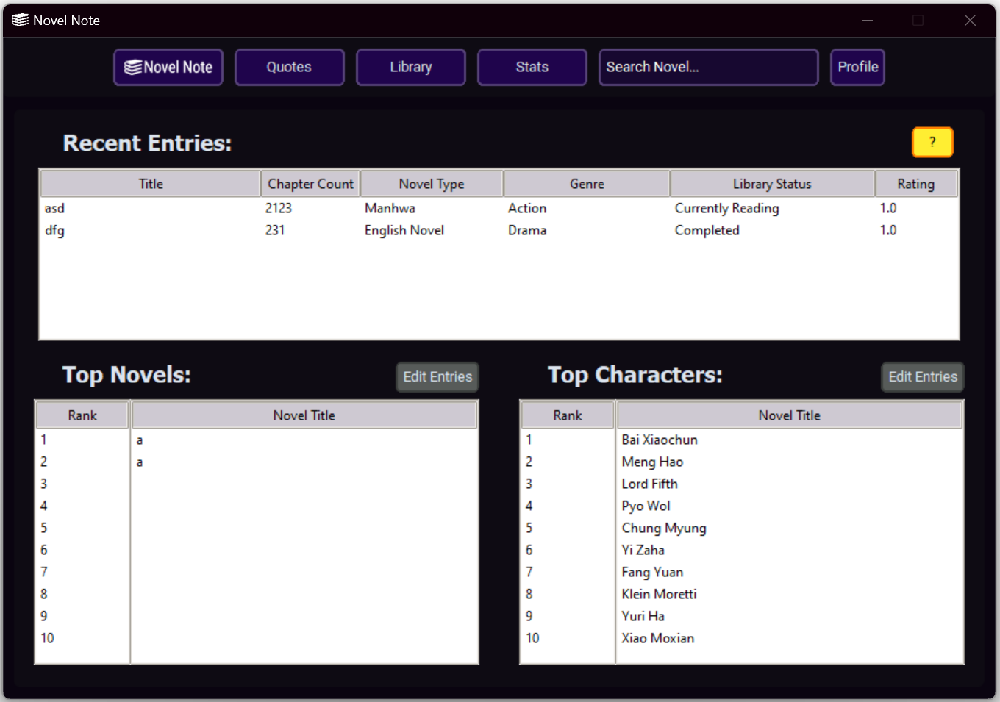 Novel Note
Novel Note Quotes Library Stats Search Novel... Profile
Recent Entries: ?
Title Chapter Count Novel Type Genre Library Status Rating
asd 2123 Manhwa Action Currently Reading 1.0
dfg 231 English Novel Drama Completed 1.0
Top Novels: Edit Entries
Rank Novel Title
1 a
2 a
3
4
5
6
7
8
9
10
Top Characters: Edit Entries
Rank Novel Title
1 Bai Xiaochun
2 Meng Hao
3 Lord Fifth
4 Pyo Wol
5 Chung Myung
6 Yi Zaha
7 Fang Yuan
8 Klein Moretti
9 Yuri Ha
10 Xiao Moxian